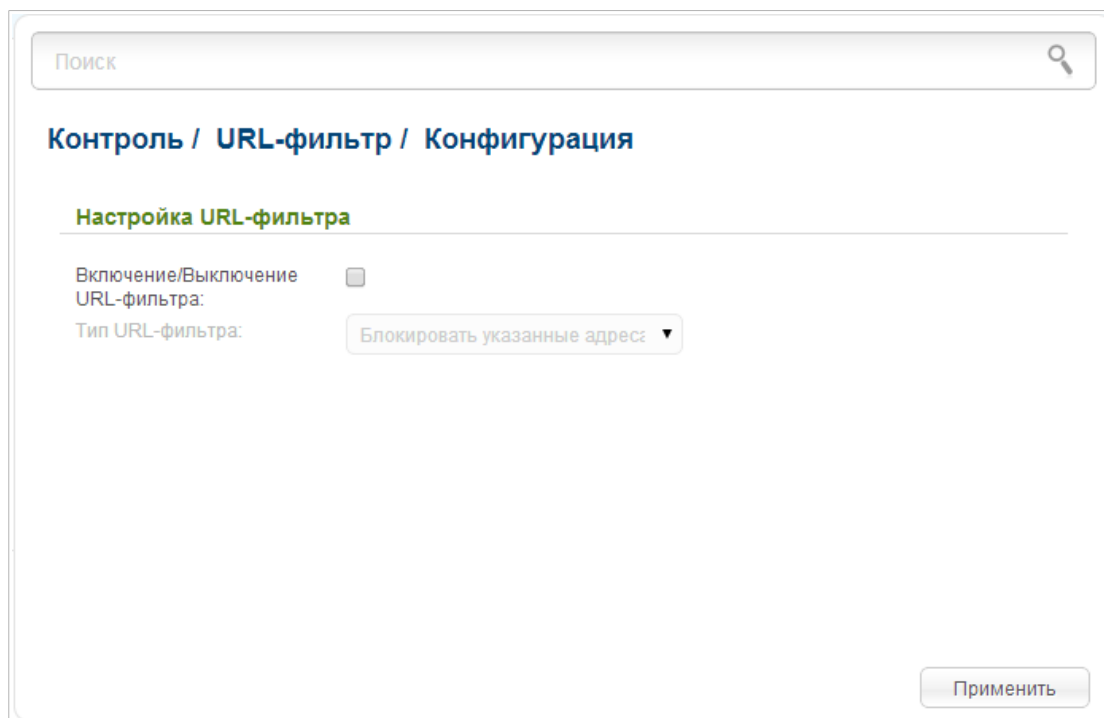 Поиск
Контроль / URL-фильтр / Конфигурация
Настройка URL-фильтра
Включение/Выключение
URL-фильтра:
Тип URL-фильтра:
Блокировать указанные адреса
Применить